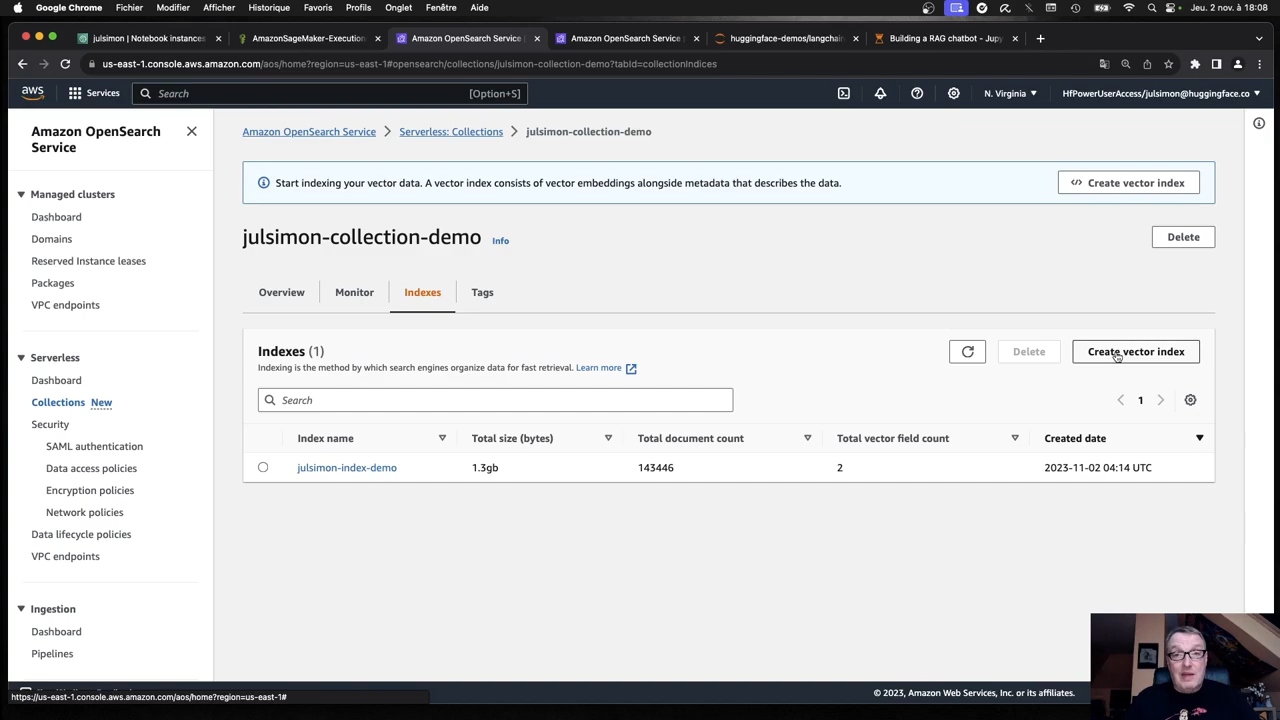 Google Chrome Fichier Modifier Afficher Historique Favoris Profils Onglet Fenêtre Aide Jeu. 2 nov. à 18:08
julsimon | Notebook instances AmazonSageMaker-Execution Amazon OpenSearch Service | Amazon OpenSearch Service | huggingface-demos/langchain Building a RAG chatbot - Jupy
us-east-1.console.aws.amazon.com/aos/home?region=us-east-1#opensearch/collections/julsimon-collection-demo?tabId=collectionIndices
aws Services Search [Option+S] N. Virginia HfPowerUserAccess/julsimon@huggingface.co
Amazon OpenSearch Service
Managed clusters
Dashboard
Domains
Reserved Instance leases
Packages
VPC endpoints
Serverless
Dashboard
Collections New
Security
SAML authentication
Data access policies
Encryption policies
Network policies
Data lifecycle policies
VPC endpoints
Ingestion
Dashboard
Pipelines
Amazon OpenSearch Service Serverless: Collections julsimon-collection-demo
Start indexing your vector data. A vector index consists of vector embeddings alongside metadata that describes the data. Create vector index
julsimon-collection-demo Info Delete
Overview Monitor Indexes Tags
Indexes (1) Delete Create vector index
Indexing is the method by which search engines organize data for fast retrieval. Learn more
Search 1
Index name Total size (bytes) Total document count Total vector field count Created date
julsimon-index-demo 1.3gb 143446 2 2023-11-02 04:14 UTC
https://us-east-1.console.aws.amazon.com/aos/home?region=us-east-1#
© 2023, Amazon Web Services, Inc. or its affiliates.